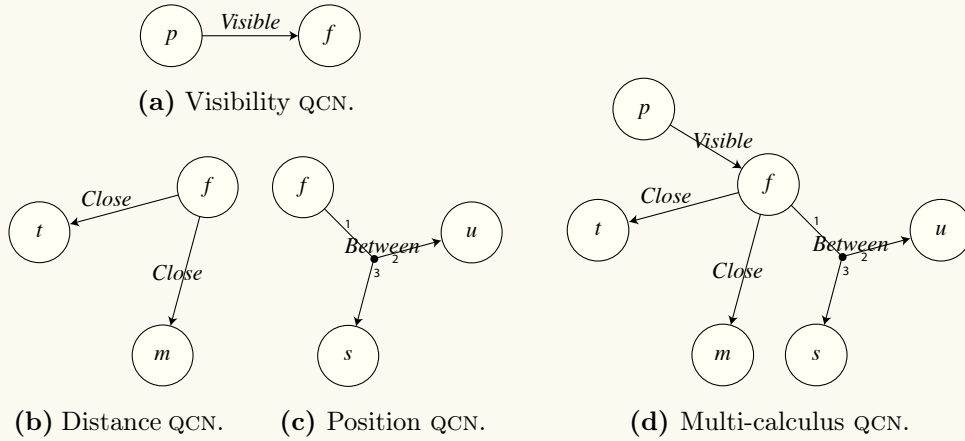 p Visible f
(a) Visibility QCN.
f
Close
t
Close
m
(b) Distance QCN.
f
1
Between
2
3
u
s
(c) Position QCN.
p
Visible
f
Close
t
Close
m
1
Between
2
3
u
s
(d) Multi-calculus QCN.